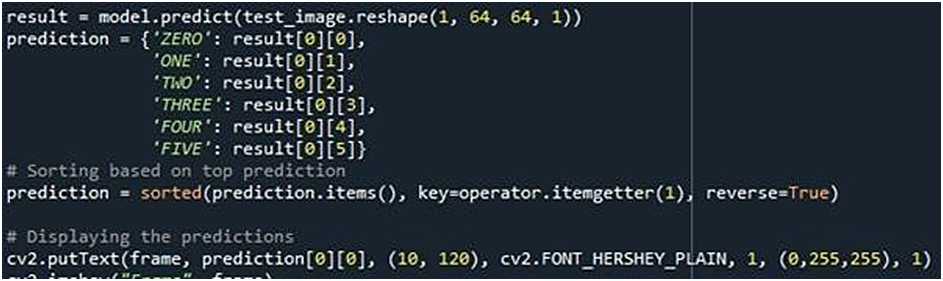 result = model.predict(test_image.reshape(1, 64, 64, 1))
prediction = {'ZERO': result[0][0],
'ONE': result[0][1],
'TWO': result[0][2],
'THREE': result[0][3],
'FOUR': result[0][4],
'FIVE': result[0][5]}
# Sorting based on top prediction
prediction = sorted(prediction.items(), key=operator.itemgetter(1), reverse=True)
# Displaying the predictions
cv2.putText(frame, prediction[0][0], (10, 120), cv2.FONT_HERSHEY_PLAIN, 1, (0,255,255), 1)